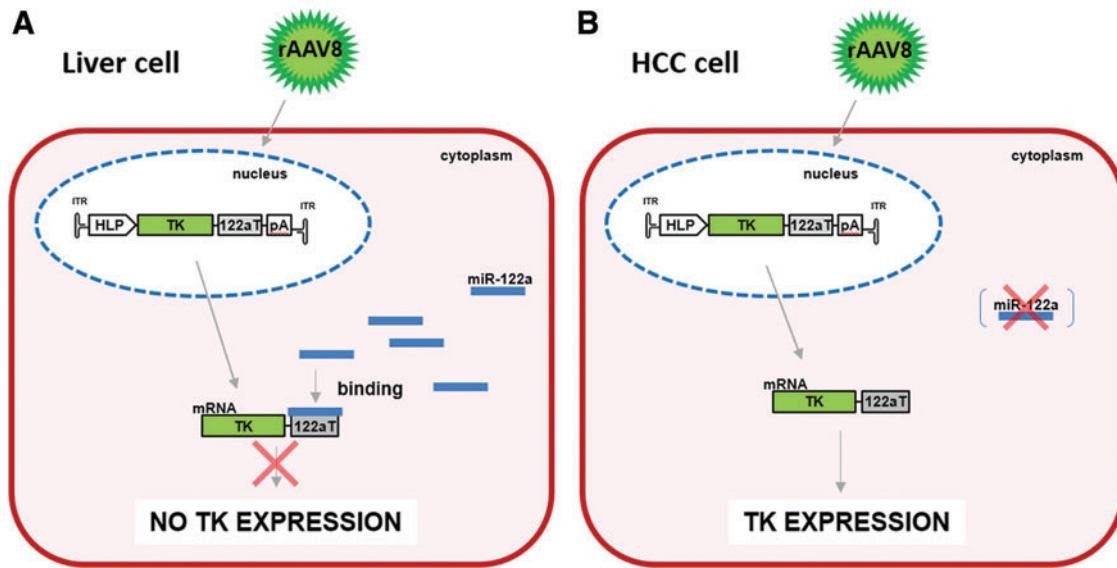 A
Liver cell
rAAV8
cytoplasm
nucleus
ITR
ITR
HLP
TK
122aT
pA
miR-122a
binding
mRNA
TK
122aT
NO TK EXPRESSION
B
HCC cell
rAAV8
cytoplasm
nucleus
ITR
ITR
HLP
TK
122aT
pA
miR-122a
mRNA
TK
122aT
TK EXPRESSION